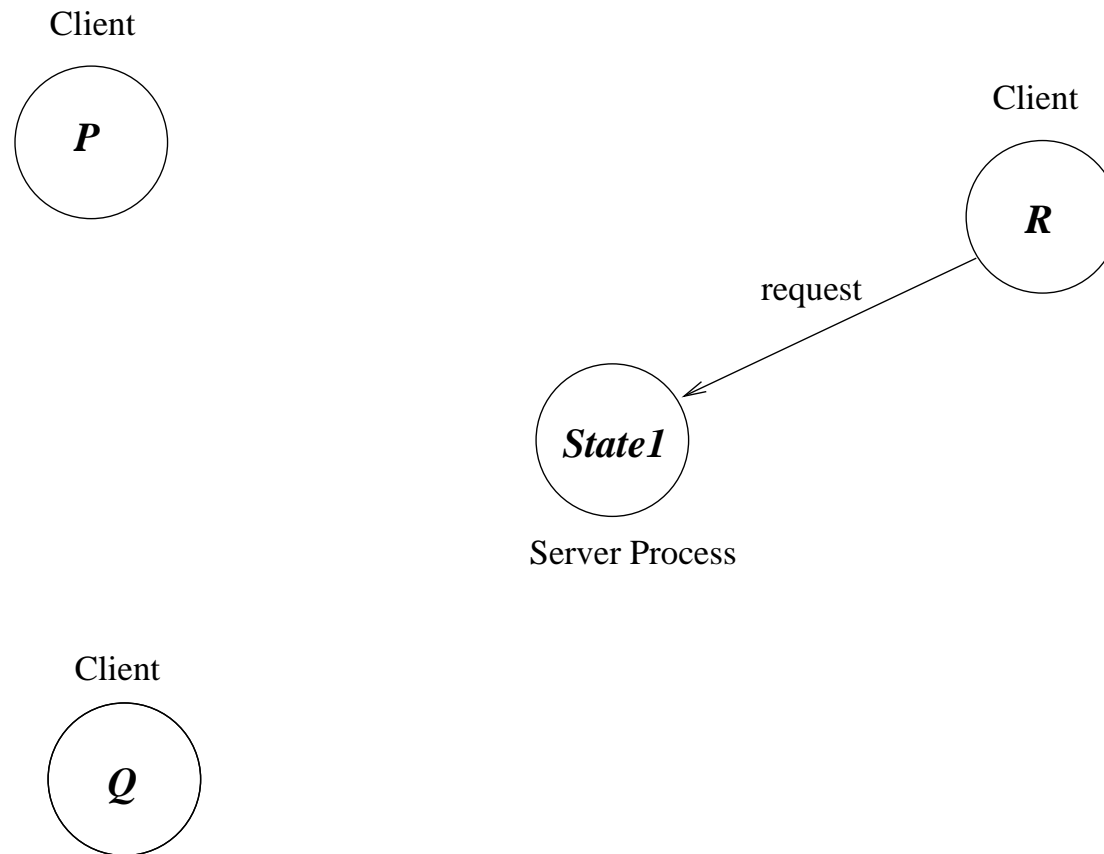 Client
P
Client
R
request
State1
Server Process
Client
Q